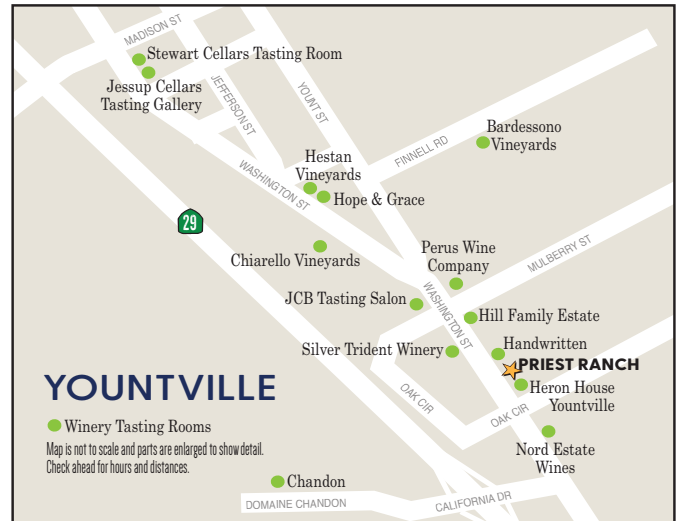 MADISON ST
Stewart Cellars Tasting Room
Jessup Cellars
Tasting Gallery
JEFFERSON ST
YOUNT ST
Bardessono
Vineyards
FINNELL RD
Hestan
Vineyards
WASHINGTON ST
Hope & Grace
29
Chiarello Vineyards
Perus Wine
Company
MULBERRY ST
JCB Tasting Salon
WASHINGTON ST
Hill Family Estate
Handwritten
Silver Trident Winery
PRIEST RANCH
Heron House
Yountville
OAK CIR
OAK CIR
YOUNTVILLE
Winery Tasting Rooms
Map is not to scale and parts are enlarged to show detail.
Check ahead for hours and distances.
Nord Estate
Wines
Chandon
DOMAINE CHANDON
CALIFORNIA DR